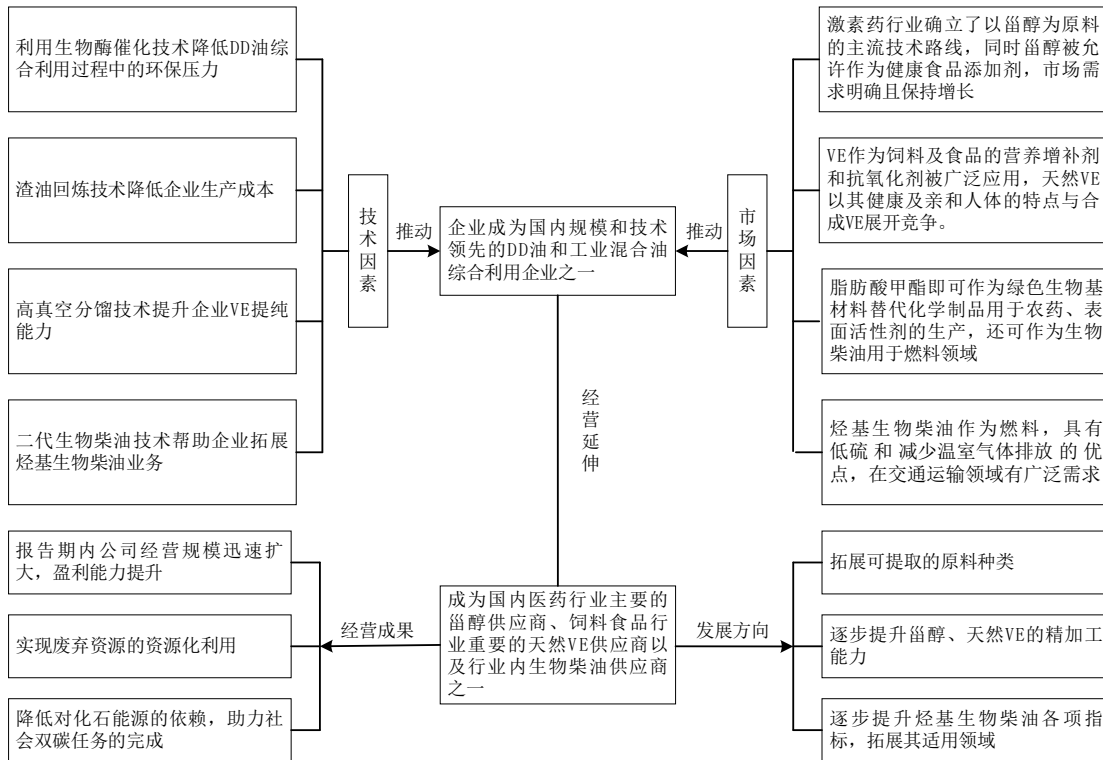 利用生物酶催化技术降低DD油综
合利用过程中的环保压力
渣油回炼技术降低企业生产成本
高真空分馏技术提升企业VE提纯
能力
二代生物柴油技术帮助企业拓展
烃基生物柴油业务
技术因素
推动
企业成为国内规模和技术
领先的DD油和工业混合油
综合利用企业之一
推动
市场因素
激素药行业确立了以甾醇为原料
的主流技术路线，同时甾醇被允
许作为健康食品添加剂，市场需
求明确且保持增长
VE作为饲料及食品的营养增补剂
和抗氧化剂被广泛应用，天然VE
以其健康及亲和人体的特点与合
成VE展开竞争。
脂肪酸甲酯即可作为绿色生物基
材料替代化学制品用于农药、表
面活性剂的生产，还可作为生物
柴油用于燃料领域
烃基生物柴油作为燃料，具有
低硫 和 减少温室气体排放 的 优
点，在交通运输领域有广泛需求
经营延伸
报告期内公司经营规模迅速扩
大，盈利能力提升
实现废弃资源的资源化利用
降低对化石能源的依赖，助力社
会双碳任务的完成
经营成果
成为国内医药行业主要的
甾醇供应商、饲料食品行
业重要的天然VE供应商以
及行业内生物柴油供应商
之一
发展方向
拓展可提取的原料种类
逐步提升甾醇、天然VE的精加工
能力
逐步提升烃基生物柴油各项指
标，拓展其适用领域